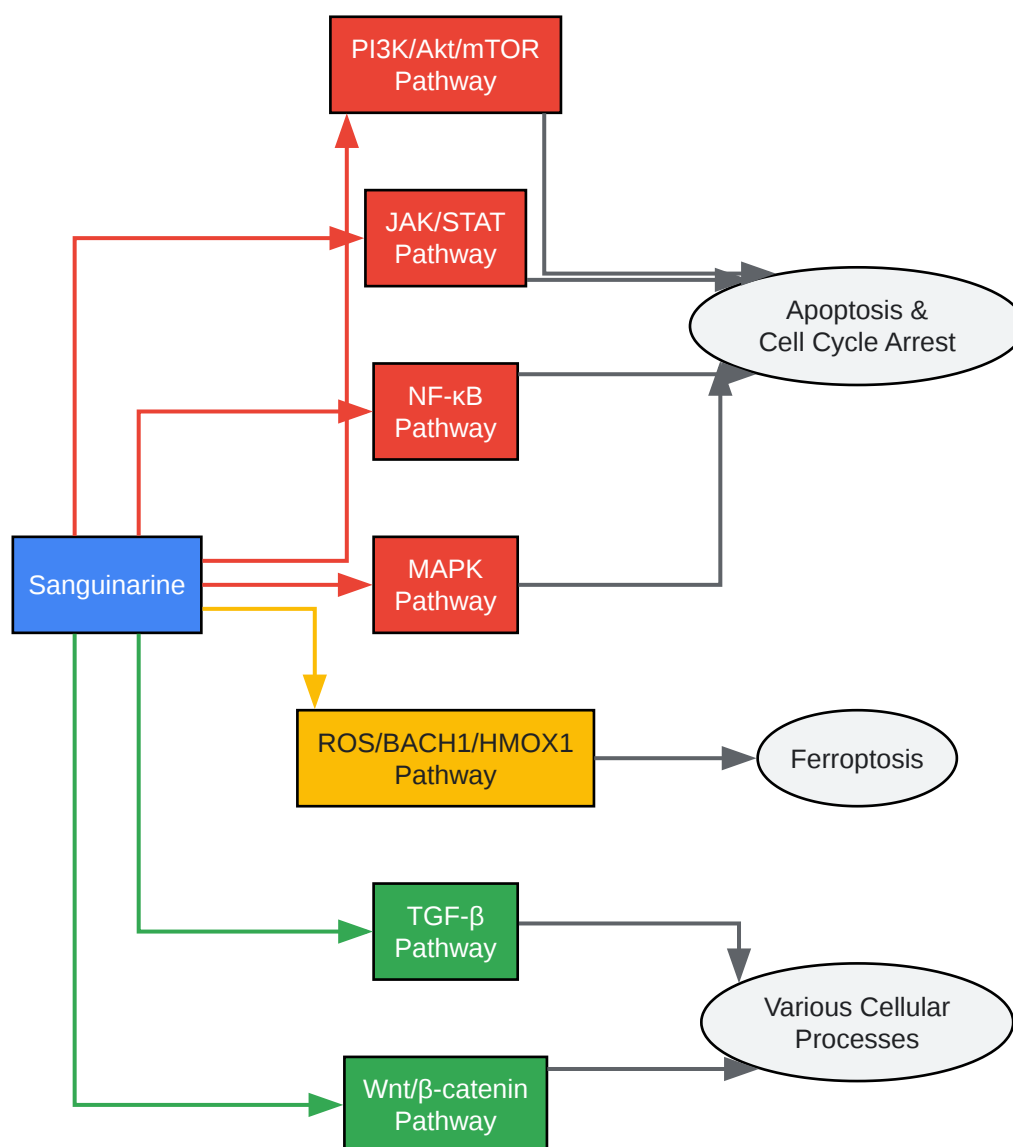 PI3K/Akt/mTOR
Pathway
JAK/STAT
Pathway
Apoptosis &
Cell Cycle Arrest
NF-κB
Pathway
Sanguinarine
MAPK
Pathway
ROS/BACH1/HMOX1
Pathway
Ferroptosis
TGF-β
Pathway
Various Cellular
Processes
Wnt/β-catenin
Pathway